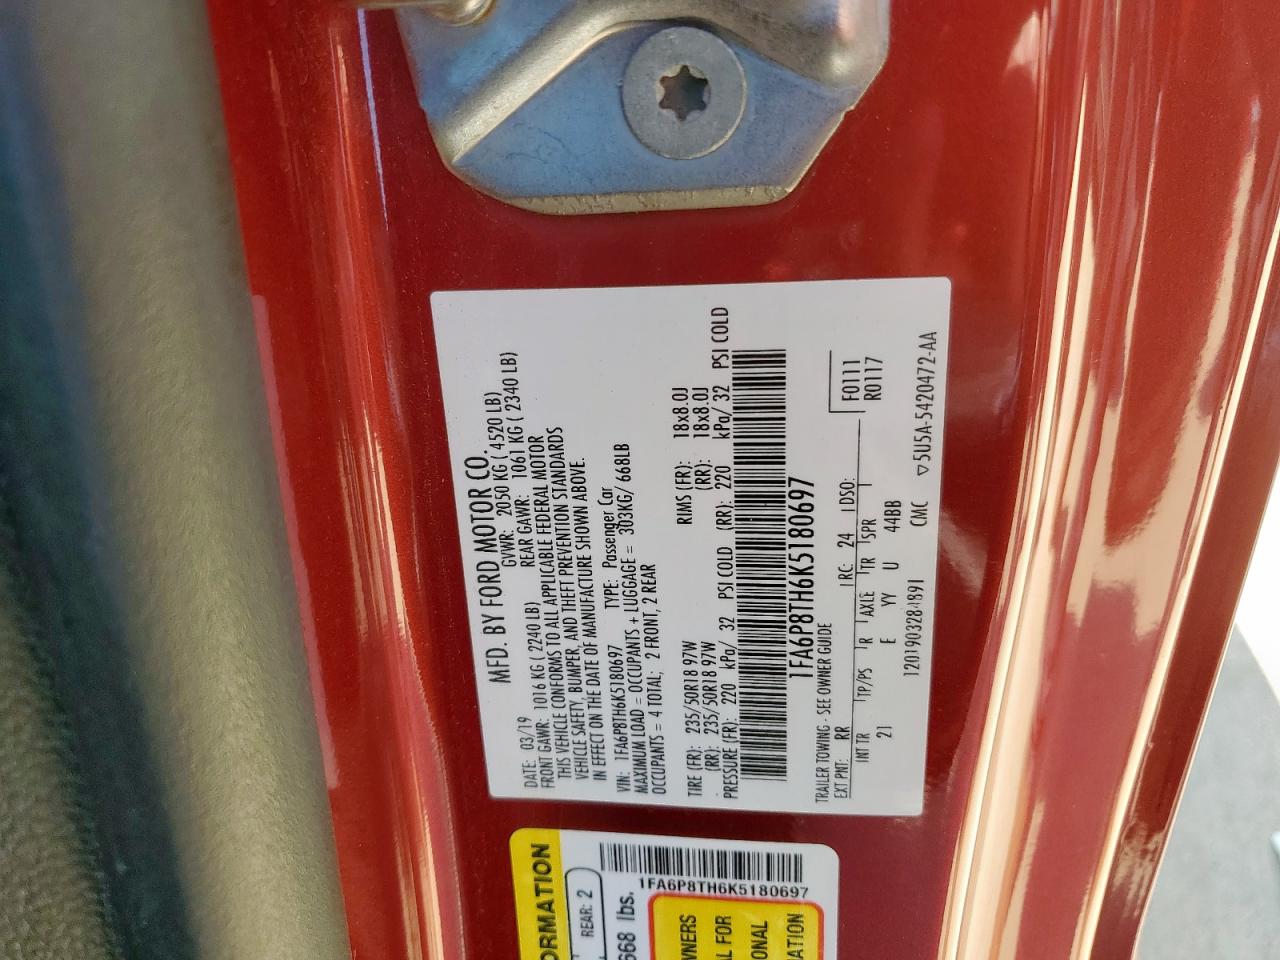 MFD. BY FORD MOTOR CO.
DATE: 03/19 GVWR: 2050 KG ( 4520 LB)
FRONT GAWR: 1016 KG ( 2240 LB) REAR GAWR: 1061 KG ( 2340 LB)
THIS VEHICLE CONFORMS TO ALL APPLICABLE FEDERAL MOTOR
VEHICLE SAFETY, BUMPER, AND THEFT PREVENTION STANDARDS
IN EFFECT ON THE DATE OF MANUFACTURE SHOWN ABOVE.
VIN: 1FA6P8TH6K5180697 TYPE: Passenger Car
MAXIMUM LOAD = OCCUPANTS + LUGGAGE = 303KG/ 668LB
OCCUPANTS = 4 TOTAL; 2 FRONT, 2 REAR
TIRE (FR): 235/50R18 97W RIMS (FR): 18x8.0J
(RR): 235/50R18 97W (RR): 18x8.0J
PRESSURE (FR): 220 kPa/ 32 PSI COLD (RR): 220 kPa/ 32 PSI COLD
1FA6P8TH6K5180697
TRAILER TOWING - SEE OWNER GUIDE
F0111
EXT PNT: RR RC: 24 DSO:
R0117
INT TR TP/PS R AXLE TR SPR
21 E YY U 44BB
1201903284891 CMC ▽5U5A-5420472-AA
ORMATION
REAR: 2
668 lbs.
1FA6P8TH6K5180697
WNERS
L FOR
ONAL
MATION